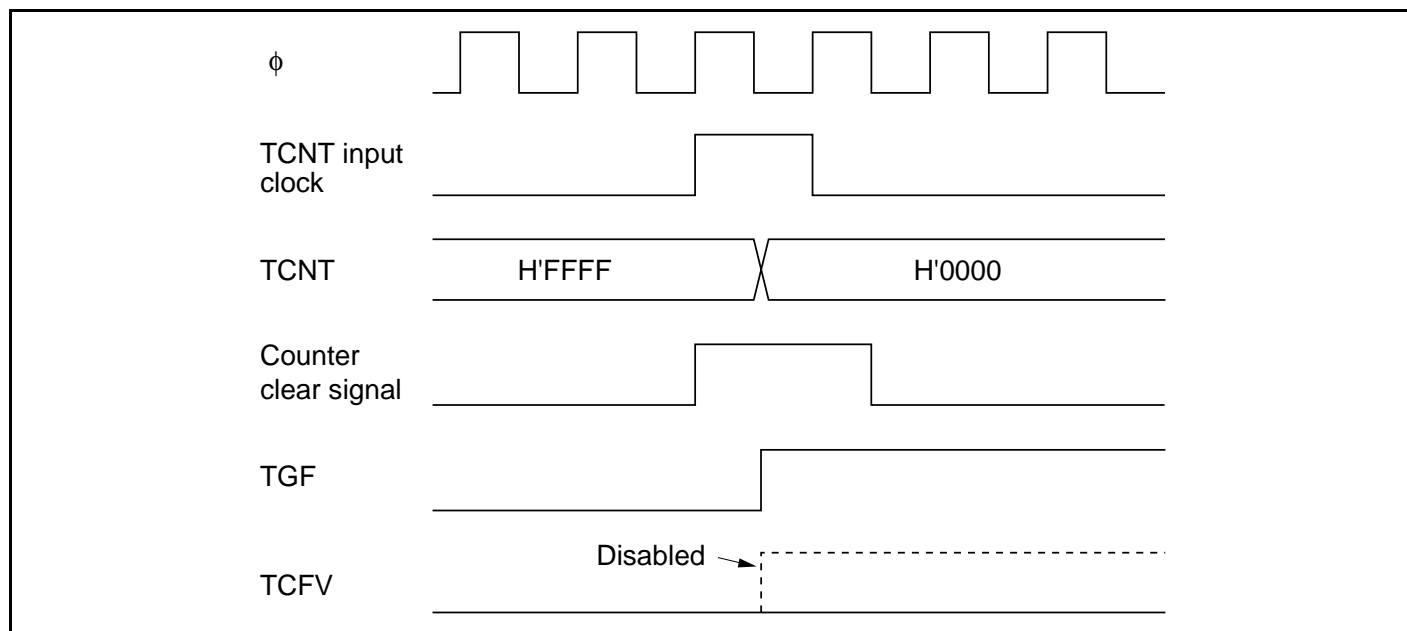 ϕ
TCNT input
clock
TCNT
H'FFFF
H'0000
Counter
clear signal
TGF
Disabled
TCFV